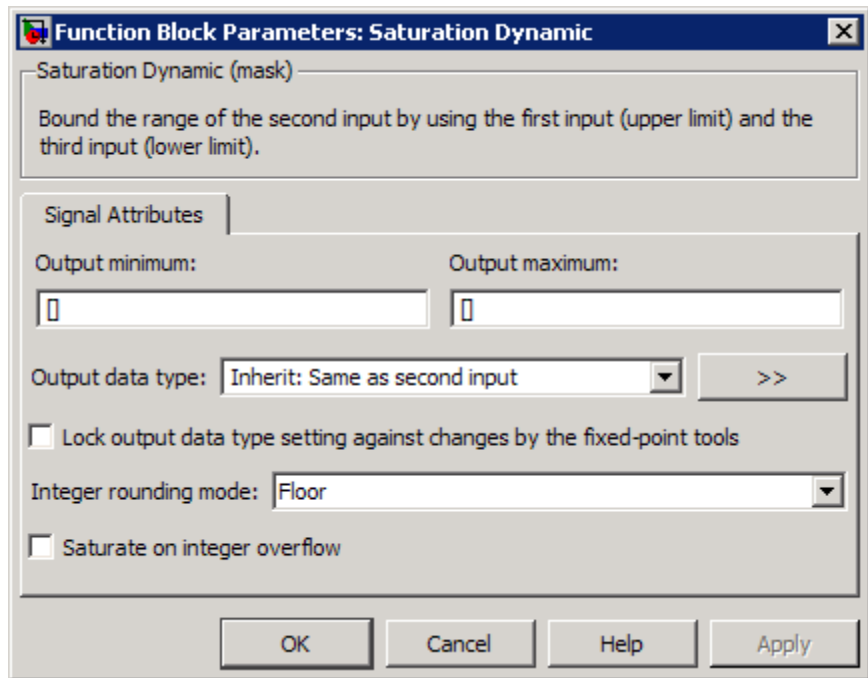 Function Block Parameters: Saturation Dynamic
Saturation Dynamic (mask)
Bound the range of the second input by using the first input (upper limit) and the
third input (lower limit).
Signal Attributes
Output minimum: Output maximum:
[] []
Output data type: Inherit: Same as second input >>
Lock output data type setting against changes by the fixed-point tools
Integer rounding mode: Floor
Saturate on integer overflow
OK Cancel Help Apply